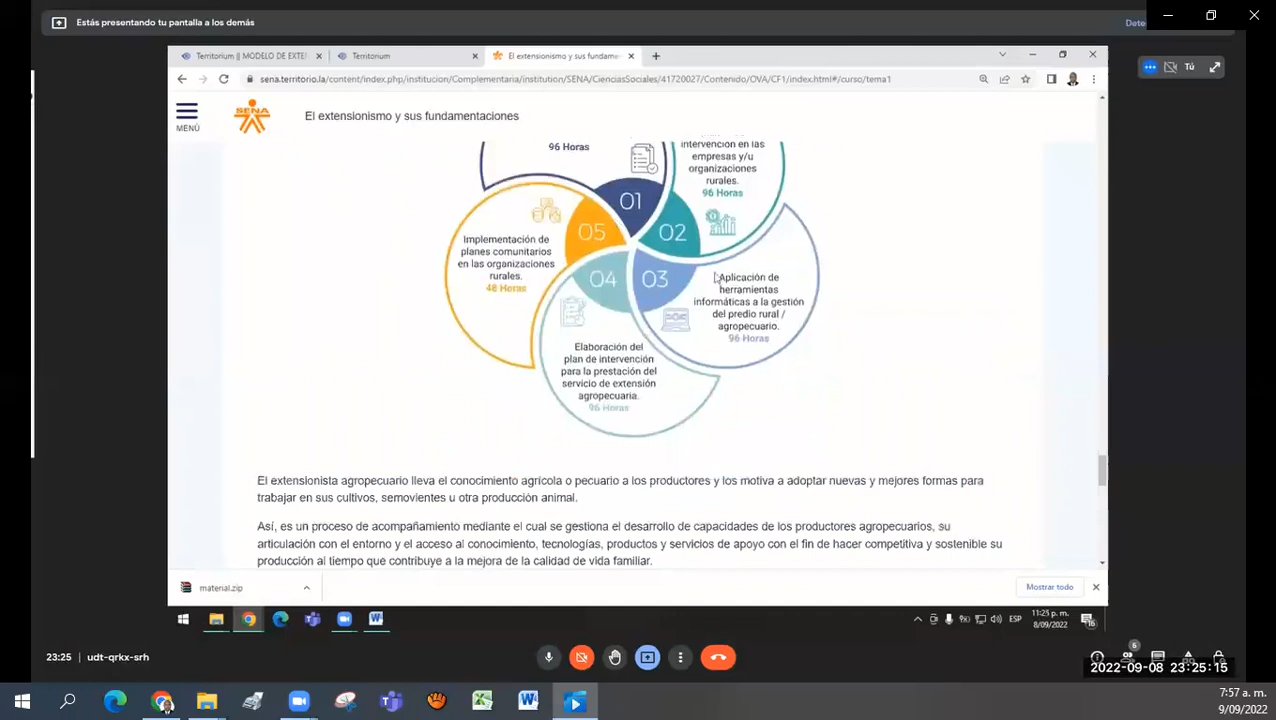 Estás presentando tu pantalla a los demás
Dete
Territorium || MODELO DE EXTE
Territorium
El extensionismo y sus fundamen
sena.territorio.la/content/index.php/institucion/Complementaria/institution/SENA/CienciasSociales/41720027/Contenido/OVA/CF1/index.html#/curso/tema1
Tú
MENÚ
SENA
El extensionismo y sus fundamentaciones
96 Horas
01
intervención en las
empresas y/u
organizaciones
rurales.
96 Horas
02
Aplicación de
herramientas
informáticas a la gestión
del predio rural /
agropecuario.
96 Horas
03
Elaboración del
plan de intervención
para la prestación del
servicio de extensión
agropecuaria.
96 Horas
04
Implementación de
planes comunitarios
en las organizaciones
rurales.
48 Horas
05
El extensionista agropecuario lleva el conocimiento agrícola o pecuario a los productores y los motiva a adoptar nuevas y mejores formas para
trabajar en sus cultivos, semovientes u otra producción animal.
Así, es un proceso de acompañamiento mediante el cual se gestiona el desarrollo de capacidades de los productores agropecuarios, su
articulación con el entorno y el acceso al conocimiento, tecnologías, productos y servicios de apoyo con el fin de hacer competitiva y sostenible su
producción al tiempo que contribuye a la mejora de la calidad de vida familiar.
material.zip
Mostrar todo
ESP
11:25 p. m.
8/09/2022
16
23:25 | udt-qrkx-srh
6
2022-09-08 23:25:15
7:57 a. m.
9/09/2022